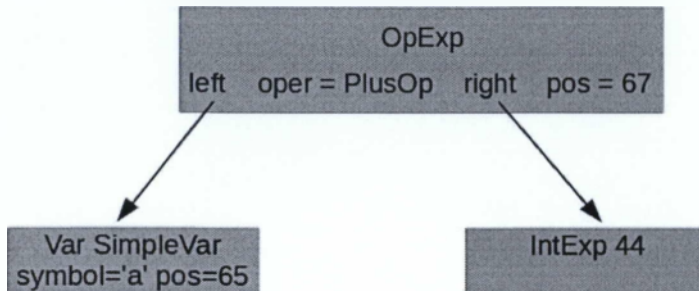 OpExp
left oper = PlusOp right pos = 67
Var SimpleVar
symbol='a' pos=65
IntExp 44